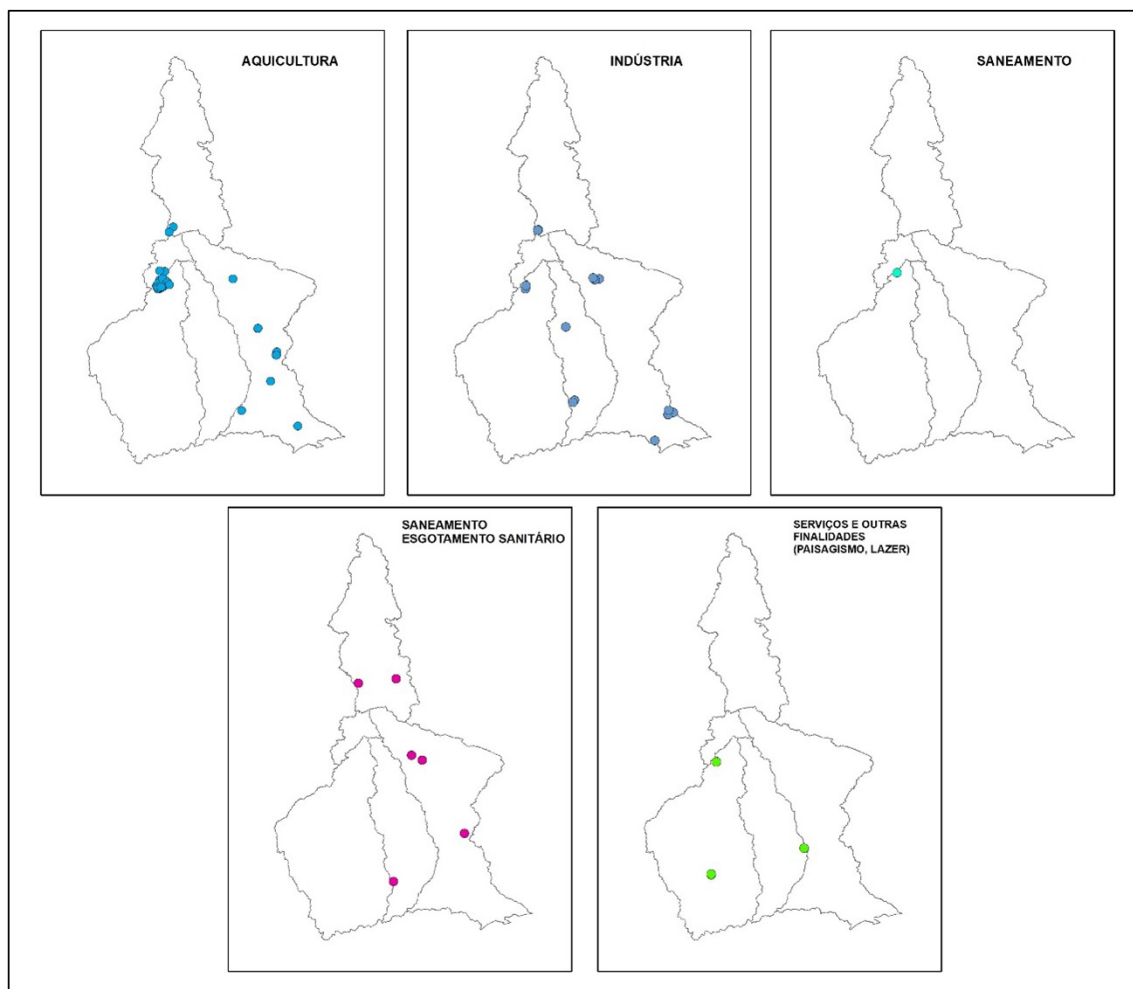 AQUICULTURA
INDÚSTRIA
SANEAMENTO
SANEAMENTO
ESGOTAMENTO SANITÁRIO
SERVIÇOS E OUTRAS
FINALIDADES
(PAISAGISMO, LAZER)